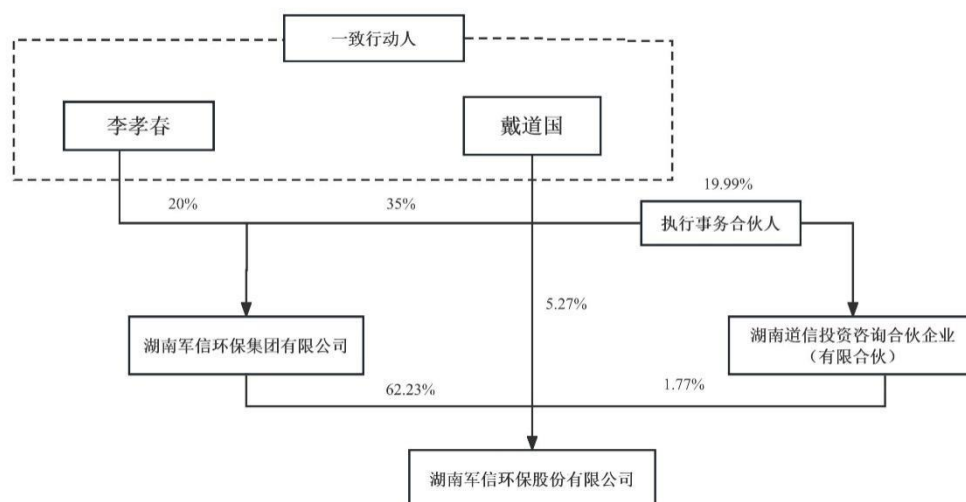 一致行动人
李孝春
戴道国
19.99%
20%
35%
执行事务合伙人
5.27%
湖南军信环保集团有限公司
湖南道信投资咨询合伙企业
（有限合伙）
62.23%
1.77%
湖南军信环保股份有限公司